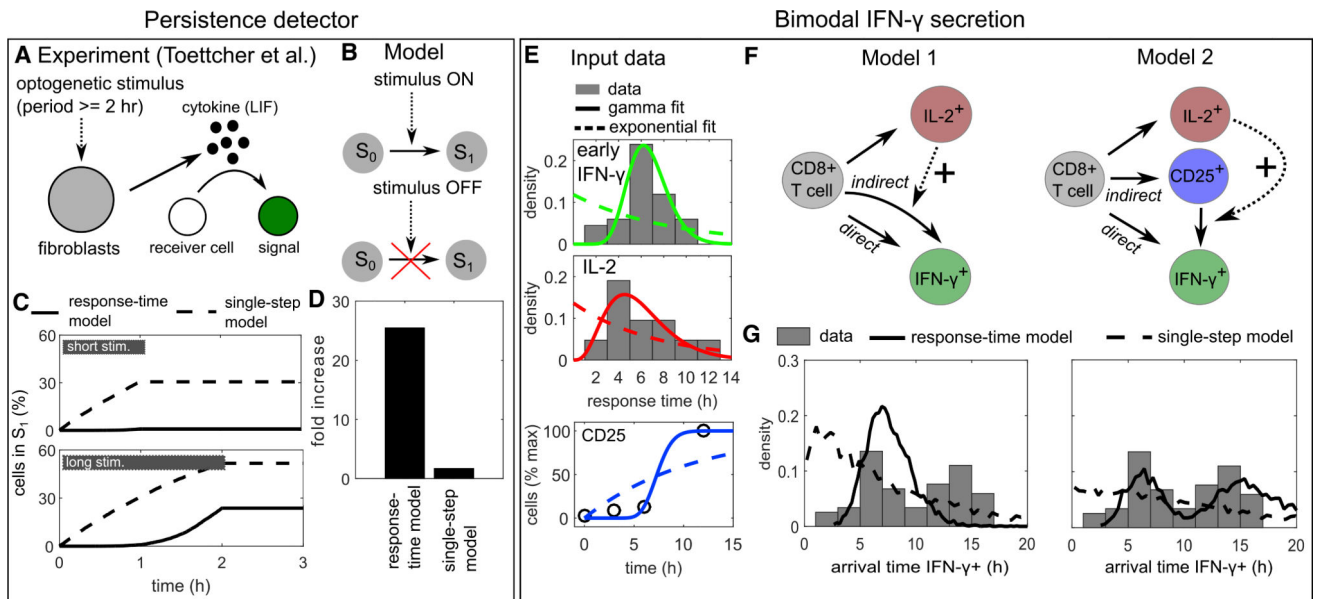 Persistence detector
Bimodal IFN-γ secretion
A Experiment (Toettcher et al.)
optogenetic stimulus
(period >= 2 hr)
cytokine (LIF)
fibroblasts
receiver cell
signal
B Model
stimulus ON
S0
S1
stimulus OFF
S0
S1
C
response-time
model
single-step
model
60
30
0
short stim.
0
1
2
3
60
30
0
long stim.
0
1
2
3
cells in S1 (%)
time (h)
D
30
20
10
0
fold increase
response-
time model
single-step
model
E
Input data
data
gamma fit
exponential fit
early
IFN-γ
0.2
0.1
0
density
IL-2
0.2
0.1
0
density
2
4
6
8
10
12
14
response time (h)
CD25
100
50
0
cells (% max)
0
5
10
15
time (h)
F
Model 1
IL-2+
CD8+
T cell
indirect
+
direct
IFN-γ+
Model 2
IL-2+
CD8+
T cell
indirect
CD25+
+
direct
IFN-γ+
G
data
response-time model
single-step model
0.3
0.2
0.1
0
density
0
5
10
15
20
arrival time IFN-γ+ (h)
0
5
10
15
20
arrival time IFN-γ+ (h)